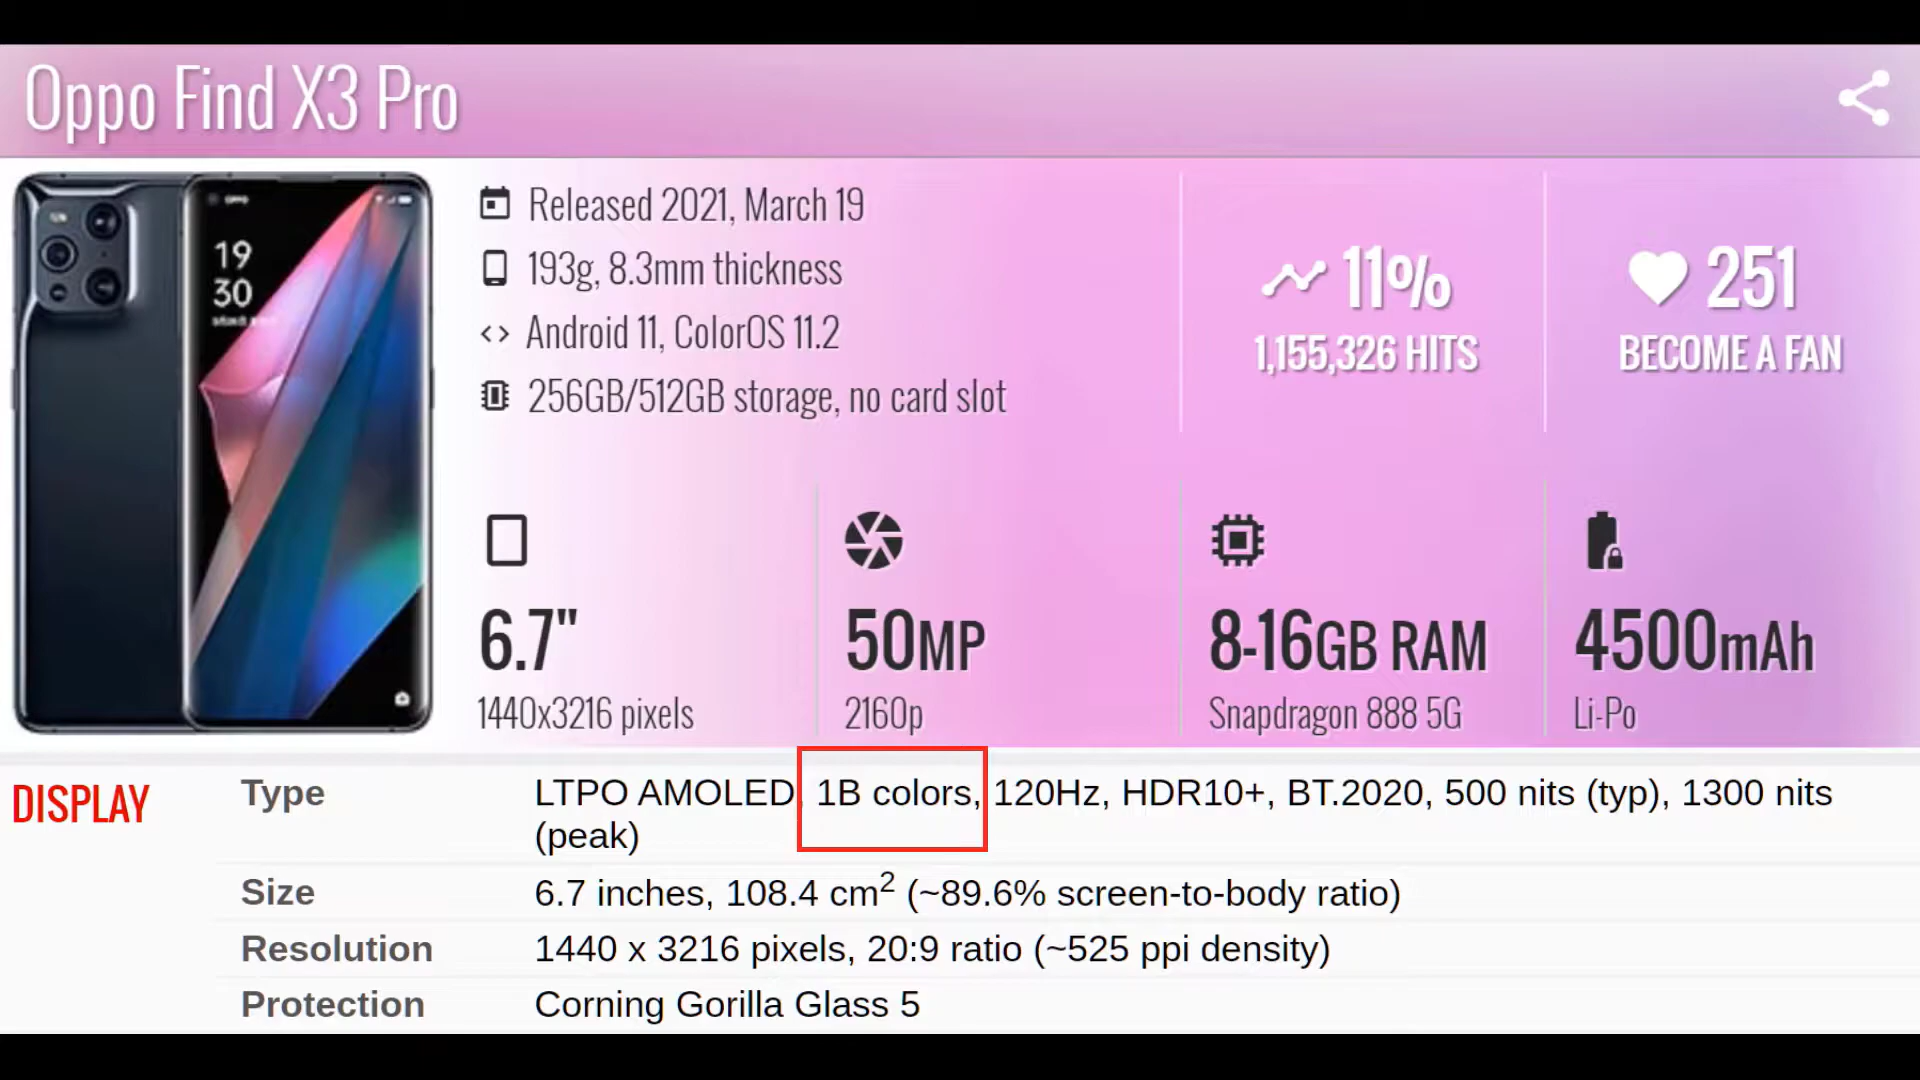 Oppo Find X3 Pro
19
30
Released 2021, March 19
193g, 8.3mm thickness
Android 11, ColorOS 11.2
256GB/512GB storage, no card slot
11%
1,155,326 HITS
251
BECOME A FAN
6.7"
1440x3216 pixels
50MP
2160p
8-16GB RAM
Snapdragon 888 5G
4500mAh
Li-Po
DISPLAY
Type LTPO AMOLED, 1B colors, 120Hz, HDR10+, BT.2020, 500 nits (typ), 1300 nits
(peak)
Size 6.7 inches, 108.4 cm² (~89.6% screen-to-body ratio)
Resolution 1440 x 3216 pixels, 20:9 ratio (~525 ppi density)
Protection Corning Gorilla Glass 5